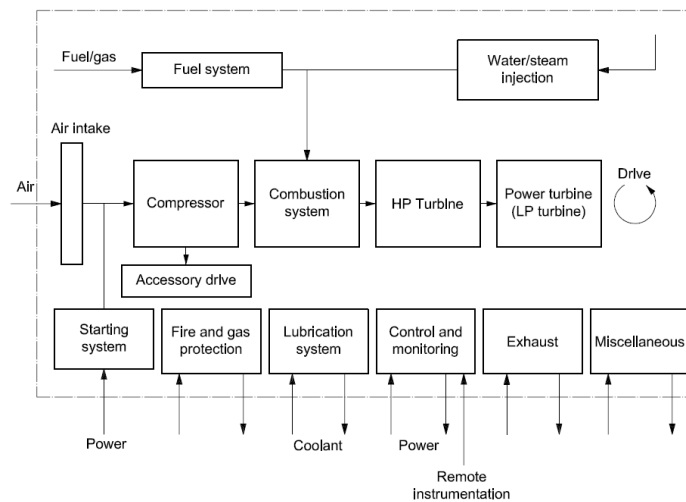 Fuel/gas
Fuel system
Water/steam
injection
Air intake
Air
Compressor
Combustion
system
HP Turbine
Power turbine
(LP turbine)
Drive
Accessory drive
Starting
system
Fire and gas
protection
Lubrication
system
Control and
monitoring
Exhaust
Miscellaneous
Power
Coolant
Power
Remote
instrumentation